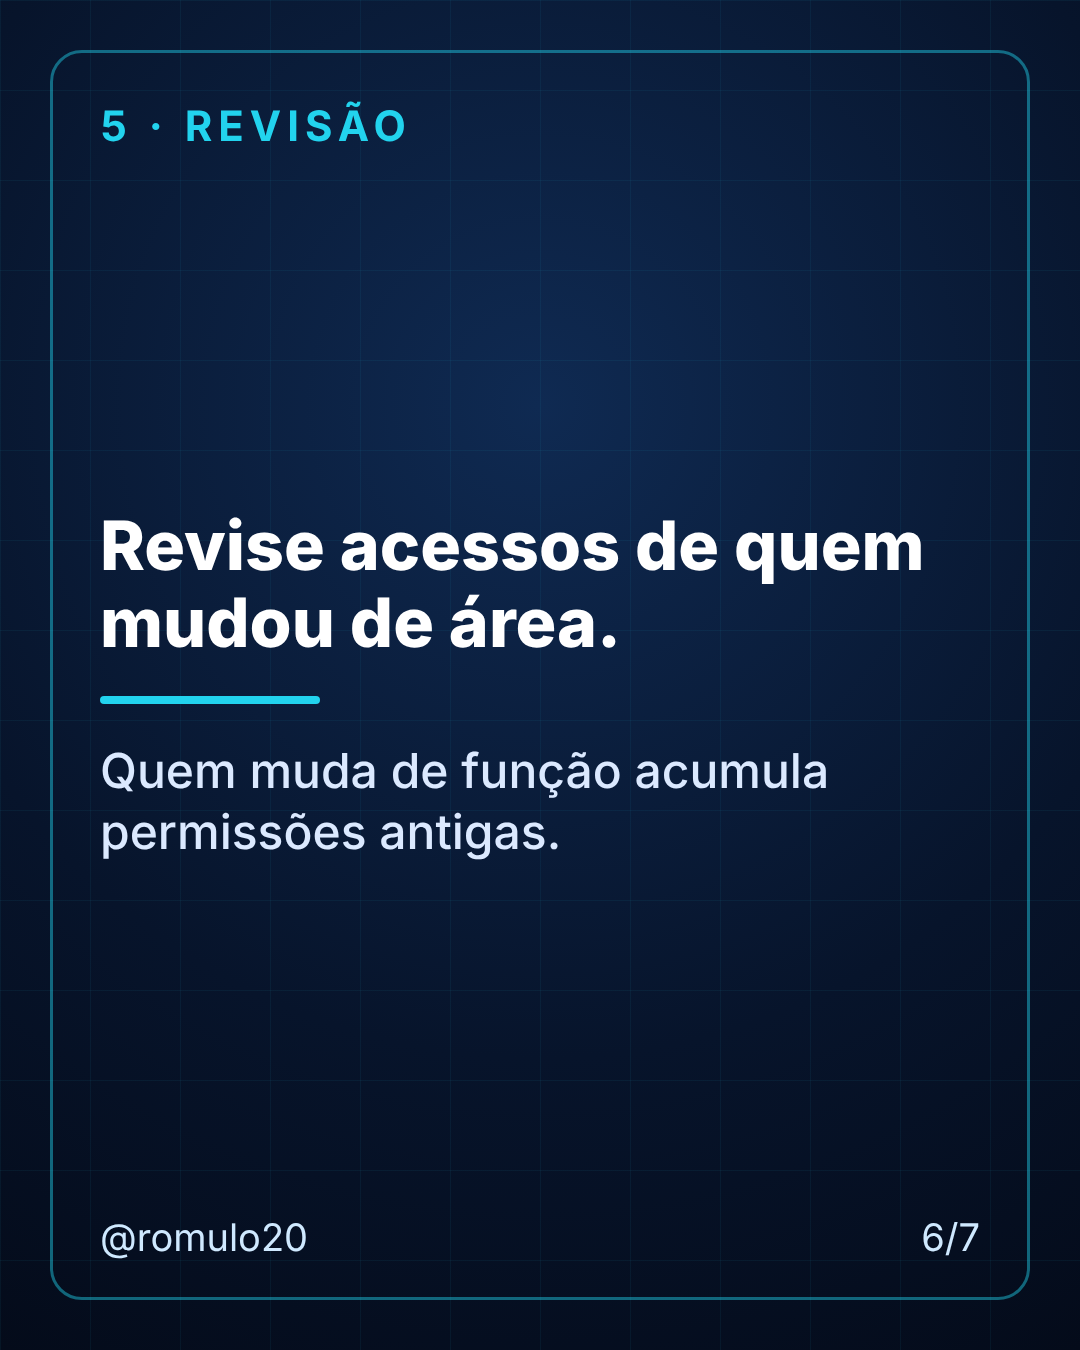 5 · REVISÃO
Revise acessos de quem
mudou de área.
Quem muda de função acumula
permissões antigas.
@romulo20
6/7